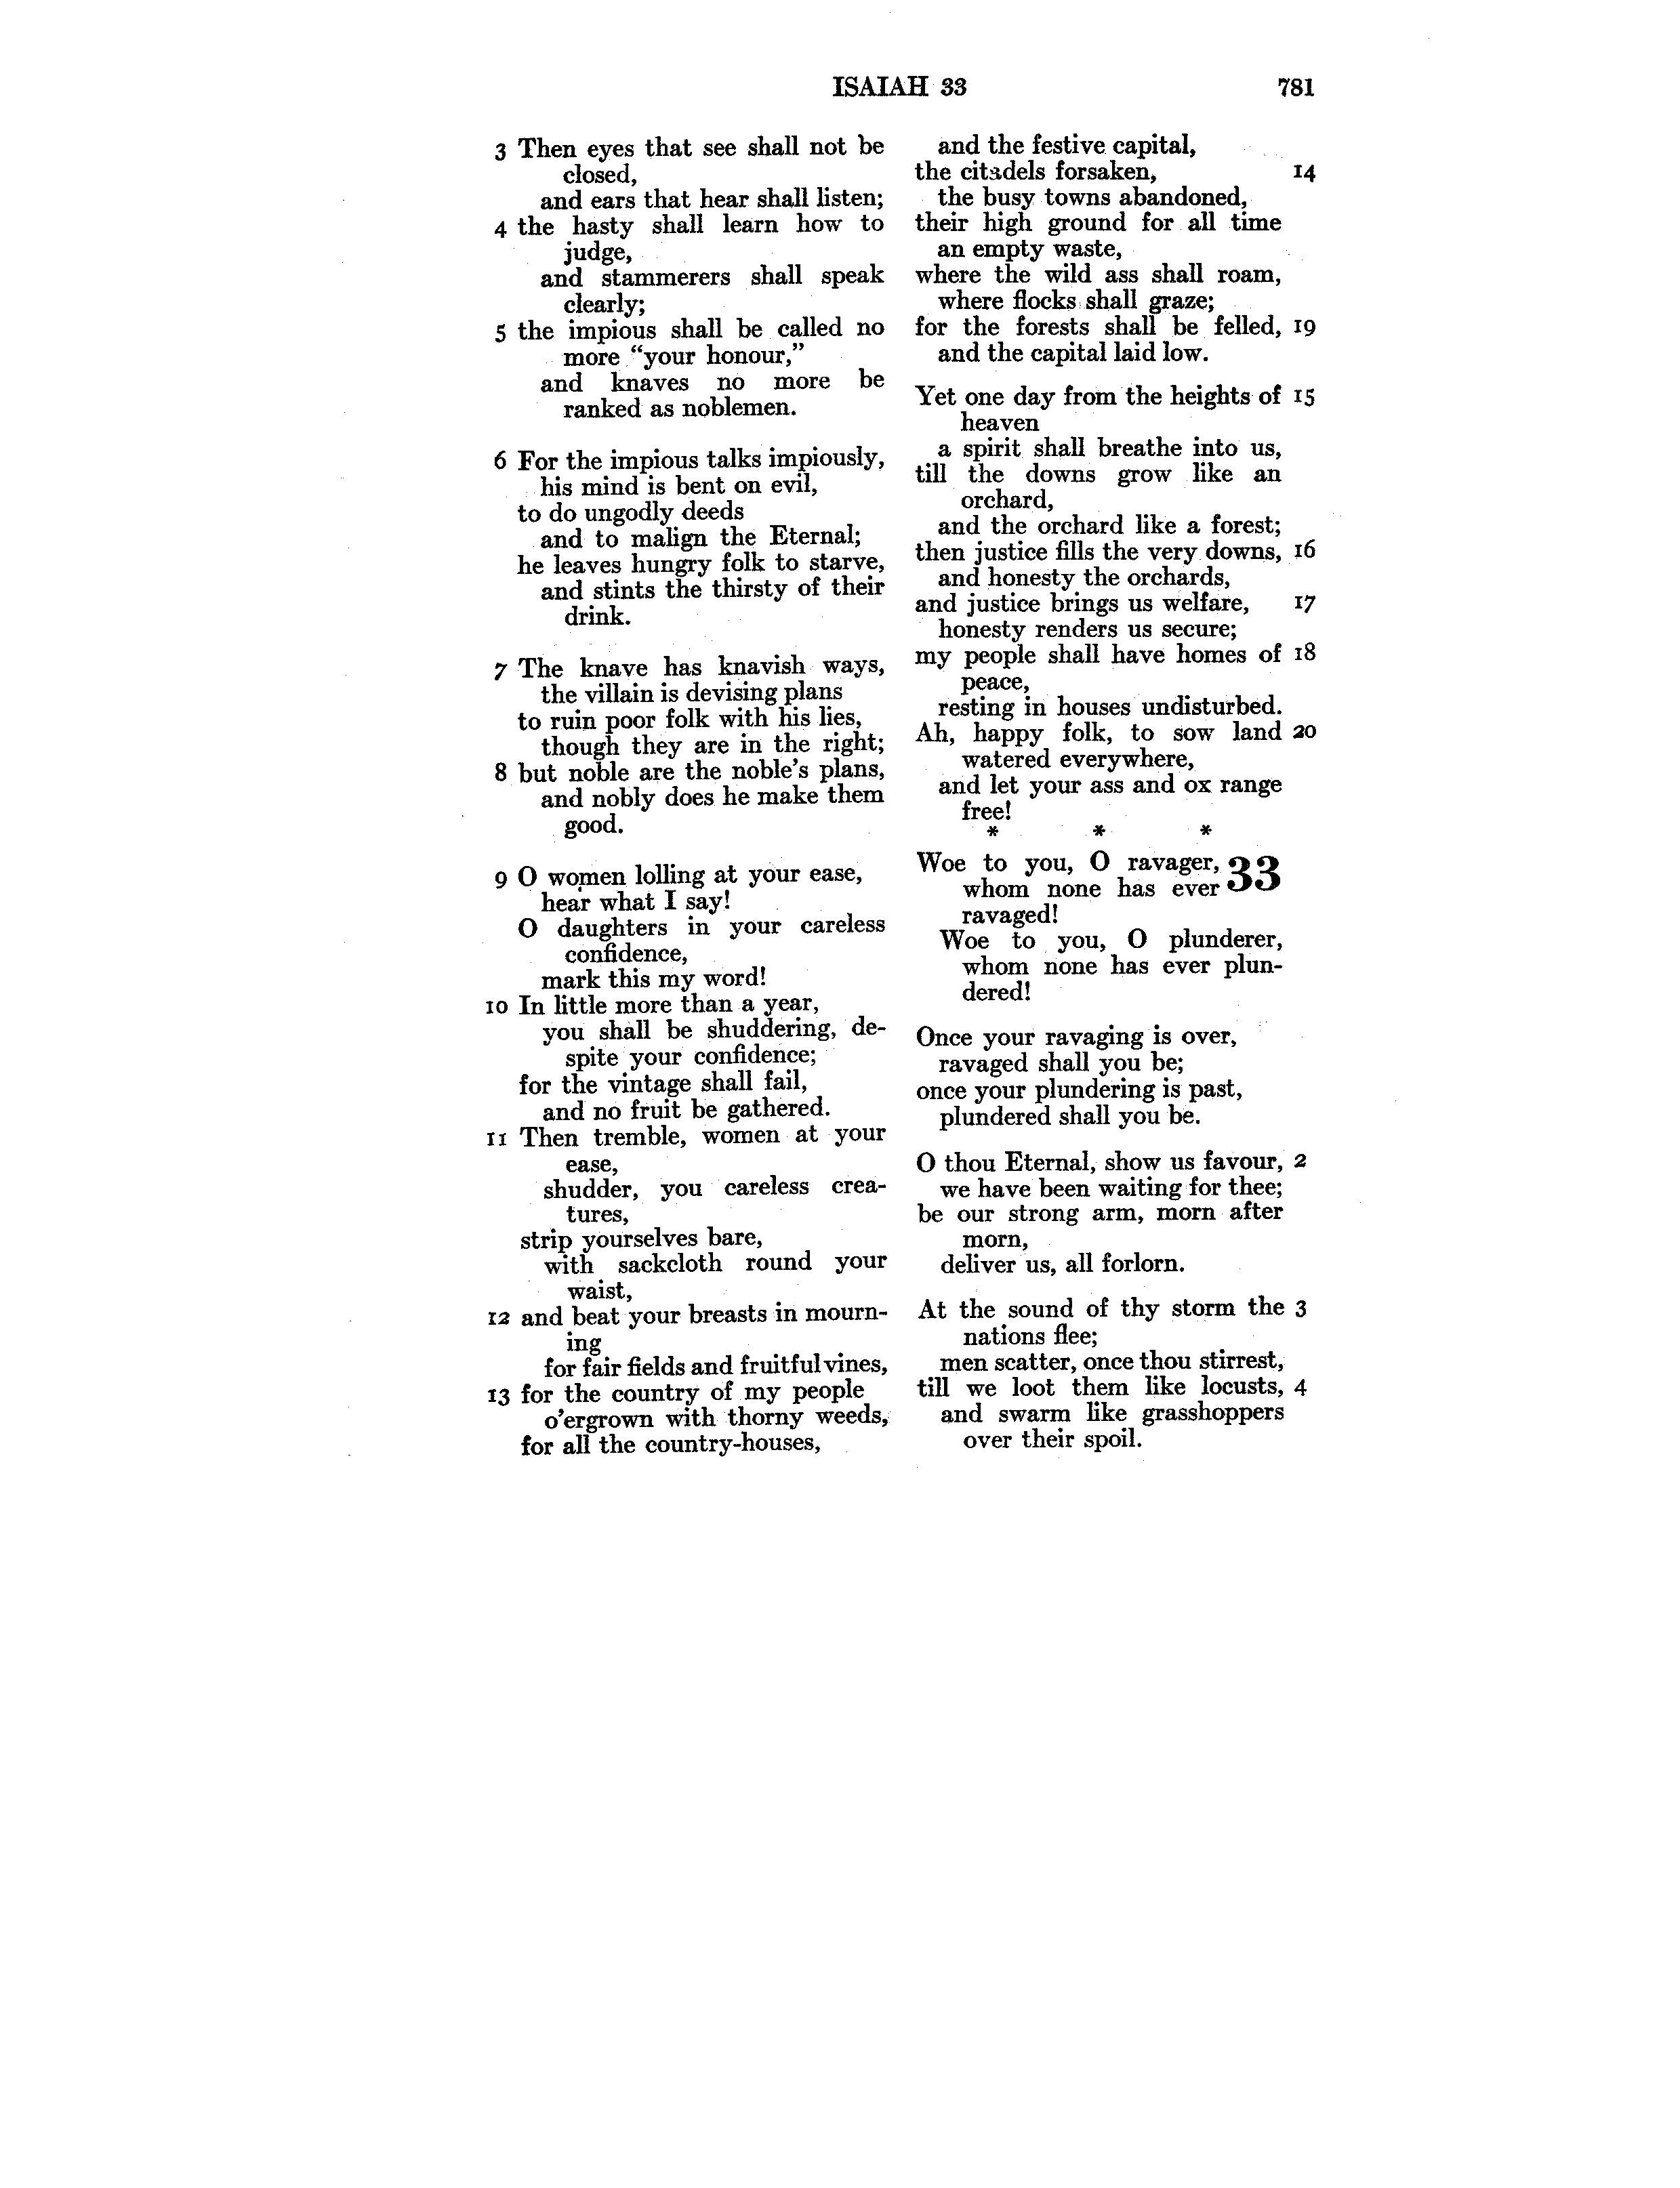 ISAIAH 33 781
3 Then eyes that see shall not be
closed,
and ears that hear shall listen;
4 the hasty shall learn how to
judge,
and stammerers shall speak
clearly;
5 the impious shall be called no
more “your honour,”
and knaves no more be
ranked as noblemen.
6 For the impious talks impiously,
his mind is bent on evil,
to do ungodly deeds
and to malign the Eternal;
he leaves hungry folk to starve,
and stints the thirsty of their
drink.
7 The knave has knavish ways,
the villain is devising plans
to ruin poor folk with his lies,
though they are in the right;
8 but noble are the noble’s plans,
and nobly does he make them
good.
9 O women lolling at your ease,
hear what I say!
O daughters in your careless
confidence,
mark this my word!
10 In little more than a year,
you shall be shuddering, de-
spite your confidence;
for the vintage shall fail,
and no fruit be gathered.
11 Then tremble, women at your
ease,
shudder, you careless crea-
tures,
strip yourselves bare,
with sackcloth round your
waist,
12 and beat your breasts in mourn-
ing
for fair fields and fruitful vines,
13 for the country of my people
o’ergrown with thorny weeds,
for all the country-houses,
and the festive capital,
the citadels forsaken, 14
the busy towns abandoned,
their high ground for all time
an empty waste,
where the wild ass shall roam,
where flocks shall graze;
for the forests shall be felled, 19
and the capital laid low.
Yet one day from the heights of 15
heaven
a spirit shall breathe into us,
till the downs grow like an
orchard,
and the orchard like a forest;
then justice fills the very downs, 16
and honesty the orchards,
and justice brings us welfare, 17
honesty renders us secure;
my people shall have homes of 18
peace,
resting in houses undisturbed.
Ah, happy folk, to sow land 20
watered everywhere,
and let your ass and ox range
free!
* * *
Woe to you, O ravager, 33
whom none has ever
ravaged!
Woe to you, O plunderer,
whom none has ever plun-
dered!
Once your ravaging is over,
ravaged shall you be;
once your plundering is past,
plundered shall you be.
O thou Eternal, show us favour, 2
we have been waiting for thee;
be our strong arm, morn after
morn,
deliver us, all forlorn.
At the sound of thy storm the 3
nations flee;
men scatter, once thou stirrest,
till we loot them like locusts, 4
and swarm like grasshoppers
over their spoil.